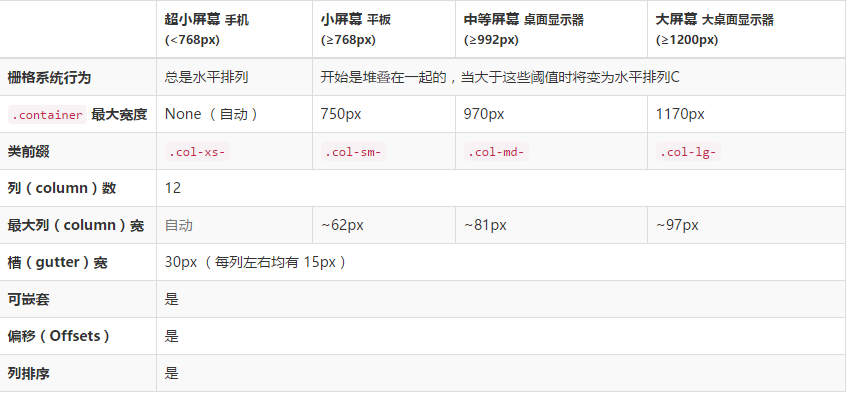 超小屏幕 手机 (<768px)
小屏幕 平板 (≥768px)
中等屏幕 桌面显示器 (≥992px)
大屏幕 大桌面显示器 (≥1200px)
栅格系统行为 总是水平排列 开始是堆叠在一起的，当大于这些阈值时将变为水平排列C
.container 最大宽度 None （自动） 750px 970px 1170px
类前缀 .col-xs- .col-sm- .col-md- .col-lg-
列（column）数 12
最大列（column）宽 自动 ~62px ~81px ~97px
槽（gutter）宽 30px （每列左右均有 15px）
可嵌套 是
偏移（Offsets） 是
列排序 是